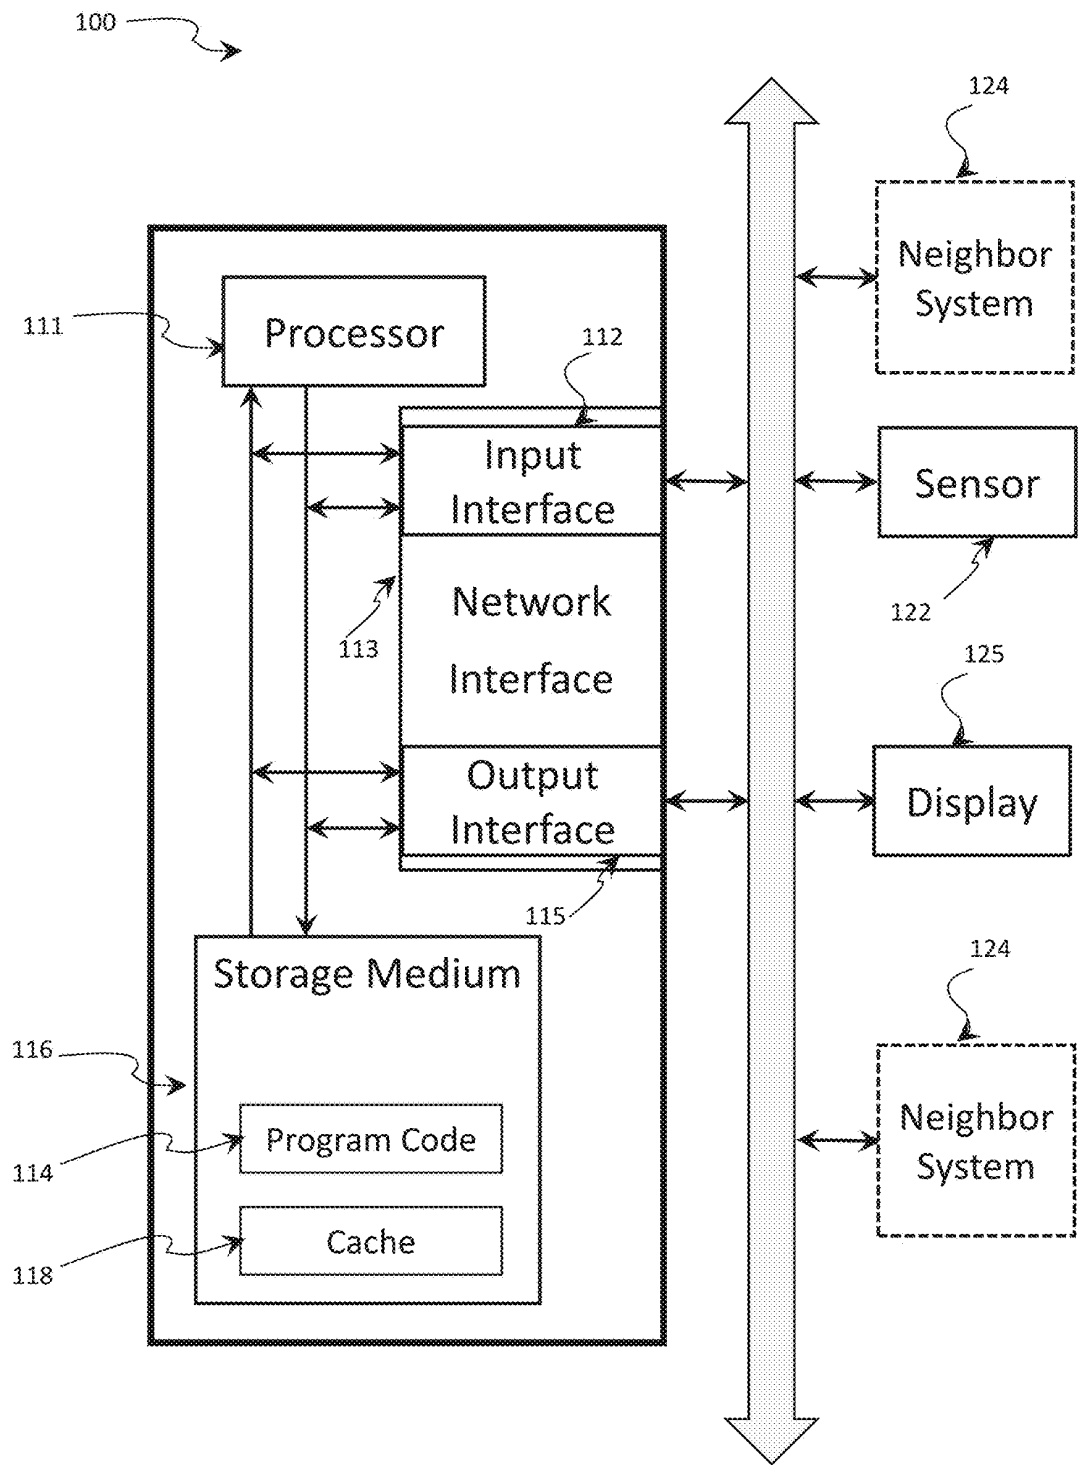 100
124
Neighbor
System
Processor
111
112
Input
Interface
Sensor
122
Network
Interface
113
125
Output
Interface
Display
115
Storage Medium
124
116
Neighbor
System
Program Code
114
Cache
118